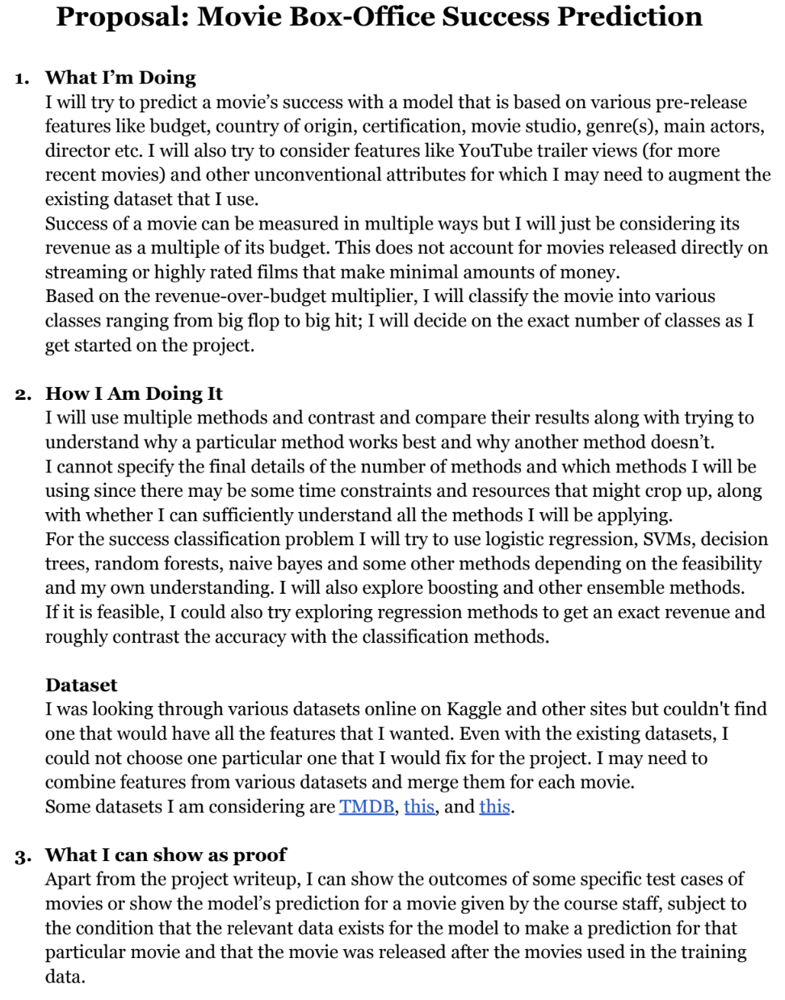 Proposal: Movie Box-Office Success Prediction
1. What I'm Doing
I will try to predict a movie's success with a model that is based on various pre-release
features like budget, country of origin, certification, movie studio, genre(s), main actors,
director etc. I will also try to consider features like YouTube trailer views (for more
recent movies) and other unconventional attributes for which I may need to augment the
existing dataset that I use.
Success of a movie can be measured in multiple ways but I will just be considering its
revenue as a multiple of its budget. This does not account for movies released directly on
streaming or highly rated films that make minimal amounts of money.
Based on the revenue-over-budget multiplier, I will classify the movie into various
classes ranging from big flop to big hit; I will decide on the exact number of classes as I
get started on the project.
2. How I Am Doing It
I will use multiple methods and contrast and compare their results along with trying to
understand why a particular method works best and why another method doesn't.
I cannot specify the final details of the number of methods and which methods I will be
using since there may be some time constraints and resources that might crop up, along
with whether I can sufficiently understand all the methods I will be applying.
For the success classification problem I will try to use logistic regression, SVMs, decision
trees, random forests, naive bayes and some other methods depending on the feasibility
and my own understanding. I will also explore boosting and other ensemble methods.
If it is feasible, I could also try exploring regression methods to get an exact revenue and
roughly contrast the accuracy with the classification methods.
Dataset
I was looking through various datasets online on Kaggle and other sites but couldn't find
one that would have all the features that I wanted. Even with the existing datasets, I
could not choose one particular one that I would fix for the project. I may need to
combine features from various datasets and merge them for each movie.
Some datasets I am considering are TMDB, this, and this.
3. What I can show as proof
Apart from the project writeup, I can show the outcomes of some specific test cases of
movies or show the model's prediction for a movie given by the course staff, subject to
the condition that the relevant data exists for the model to make a prediction for that
particular movie and that the movie was released after the movies used in the training
data.